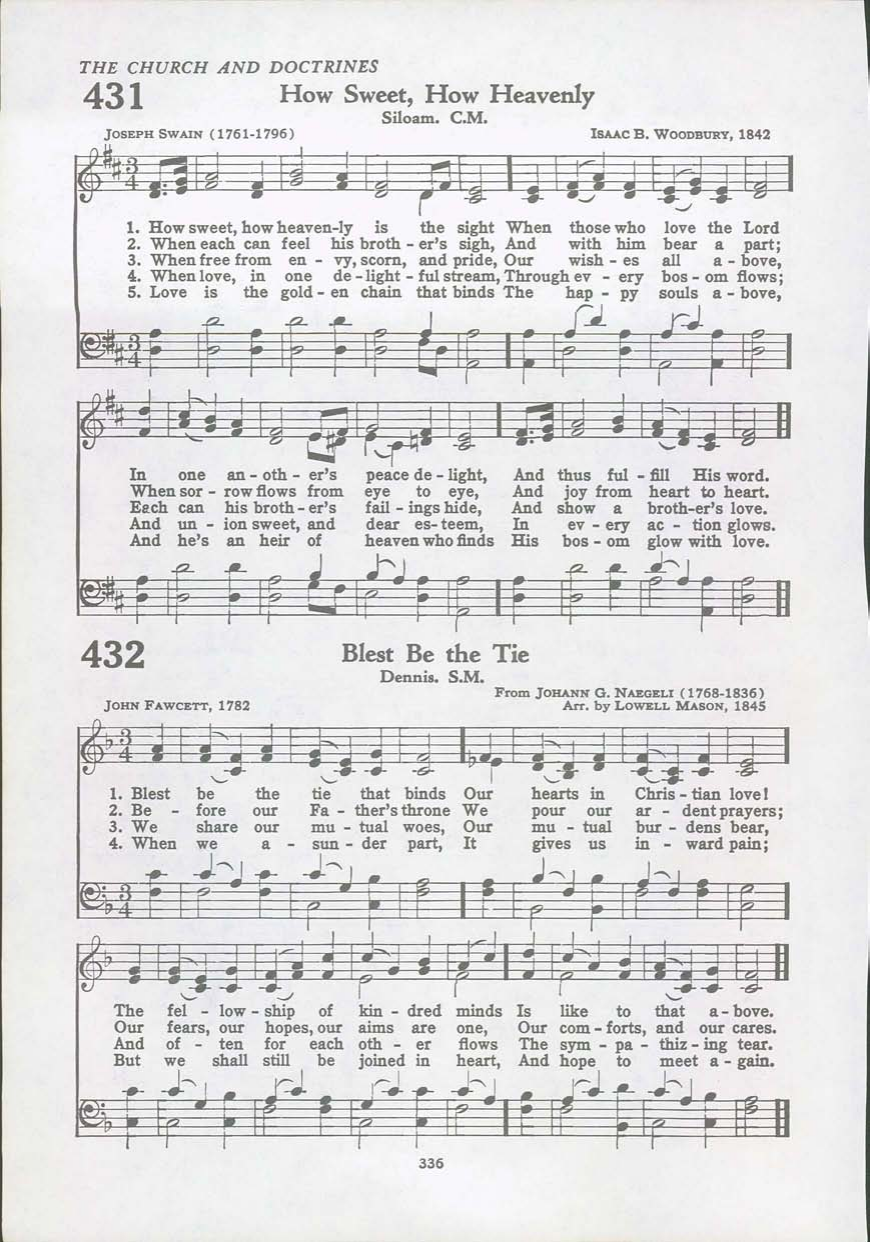 THE CHURCH AND DOCTRINES
431 How Sweet, How Heavenly
Siloam. C.M.
JOSEPH SWAIN (1761-1796) ISAAC B. WOODBURY, 1842
3 4
1. How sweet, how heaven-ly is the sight When those who love the Lord
2. When each can feel his broth-er's sigh, And with him bear a part;
3. When free from en-vy, scorn, and pride, Our wish-es all a-bove,
4. When love, in one de-light-ful stream, Through ev-ery bos-om flows;
5. Love is the gold-en chain that binds The hap-py souls a-bove,
3 4
In one an-oth-er's peace de-light, And thus ful-fill His word.
When sor-row flows from eye to eye, And joy from heart to heart.
Each can his broth-er's fail-ings hide, And show a broth-er's love.
And un-ion sweet, and dear es-teem, In ev-ery ac-tion glows.
And he's an heir of heaven who finds His bos-om glow with love.
432 Blest Be the Tie
Dennis. S.M.
From JOHANN G. NAEGELI (1768-1836)
JOHN FAWCETT, 1782 Arr. by LOWELL MASON, 1845
3 4
1. Blest be the tie that binds Our hearts in Chris-tian love!
2. Be-fore our Fa-ther's throne We pour our ar-dent prayers;
3. We share our mu-tual woes, Our mu-tual bur-dens bear,
4. When we a-sun-der part, It gives us in-ward pain;
3 4
The fel-low-ship of kin-dred minds Is like to that a-bove.
Our fears, our hopes, our aims are one, Our com-forts, and our cares.
And of-ten for each oth-er flows The sym-pa-thiz-ing tear.
But we shall still be joined in heart, And hope to meet a-gain.
336